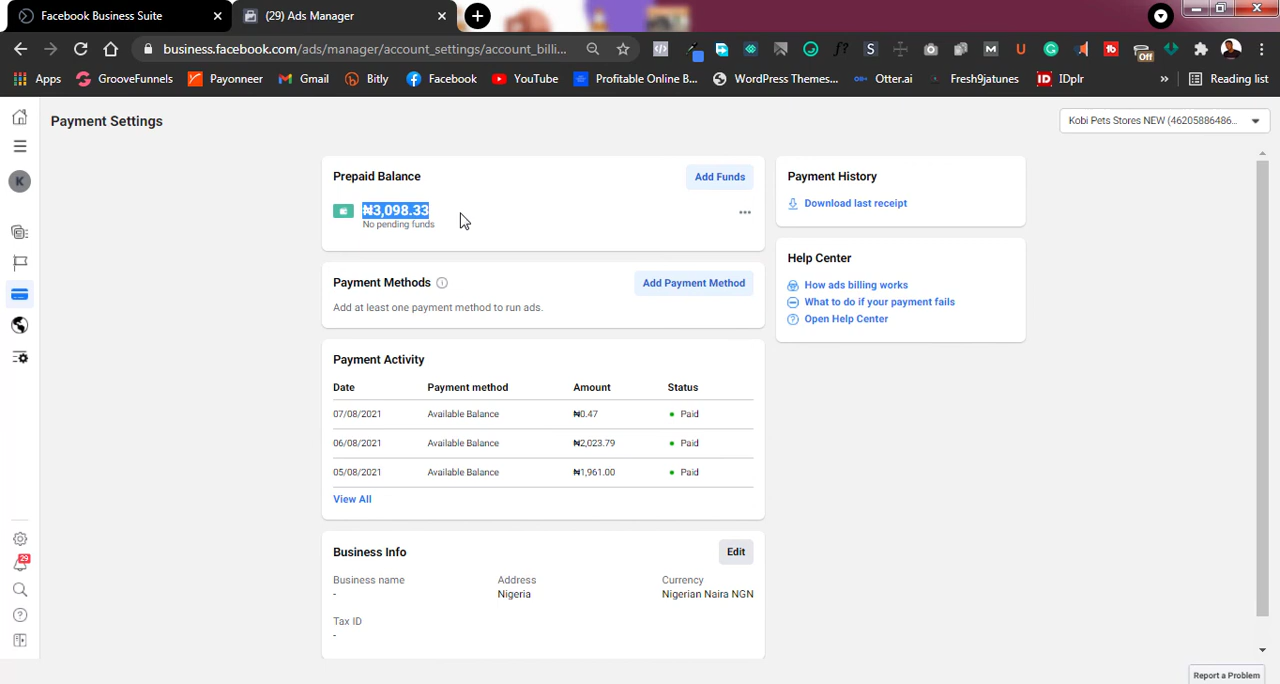 Facebook Business Suite
(29) Ads Manager
business.facebook.com/ads/manager/account_settings/account_billi...
Apps
GrooveFunnels
Payonneer
Gmail
Bitly
Facebook
YouTube
Profitable Online B...
WordPress Themes...
Otter.ai
Fresh9jatunes
IDplr
Reading list
Off
Payment Settings
Kobi Pets Stores NEW (46205886486...
K
Prepaid Balance
Add Funds
₦3,098.33
No pending funds
Payment Methods
Add Payment Method
Add at least one payment method to run ads.
Payment Activity
Date Payment method Amount Status
07/08/2021 Available Balance ₦0.47 Paid
06/08/2021 Available Balance ₦2,023.79 Paid
05/08/2021 Available Balance ₦1,961.00 Paid
View All
Business Info
Edit
Business name Address Currency
- Nigeria Nigerian Naira NGN
Tax ID
-
Payment History
Download last receipt
Help Center
How ads billing works
What to do if your payment fails
Open Help Center
29
Report a Problem